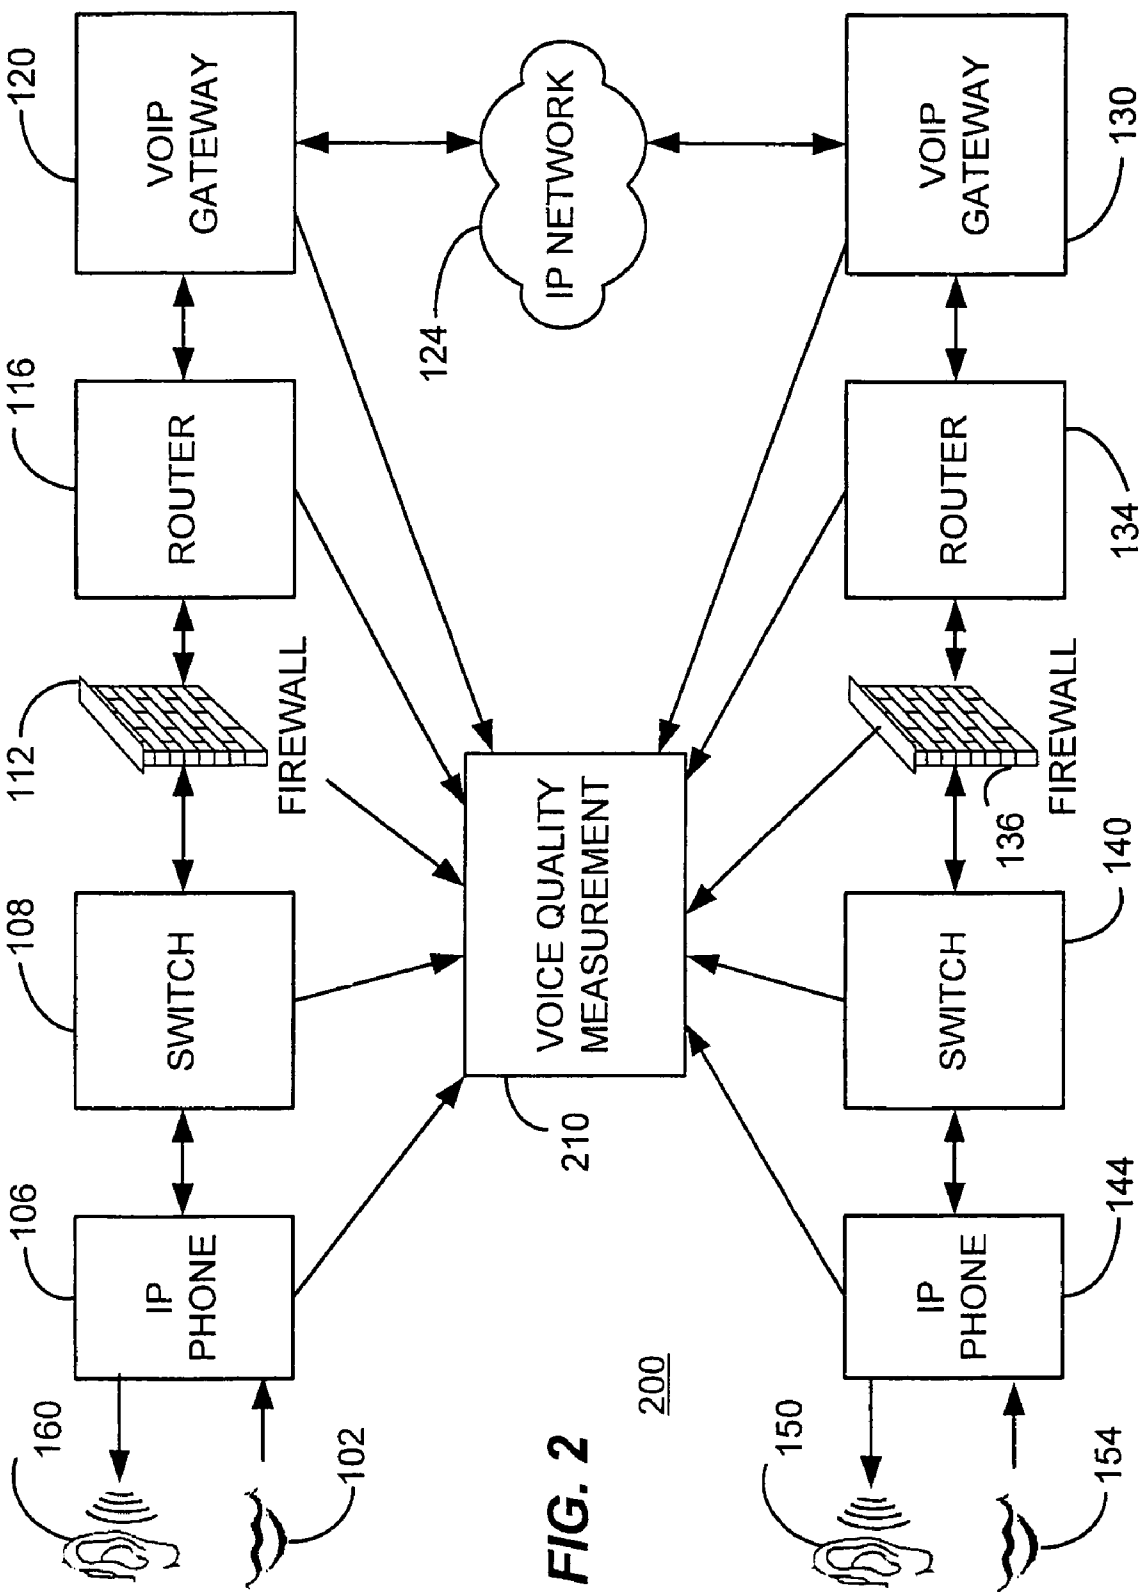 160
102
106
IP
PHONE
108
SWITCH
112
FIREWALL
116
ROUTER
120
VOIP
GATEWAY
210
VOICE QUALITY
MEASUREMENT
124
IP NETWORK
FIG. 2
200
150
154
IP
PHONE
144
SWITCH
140
136
FIREWALL
ROUTER
134
VOIP
GATEWAY
130